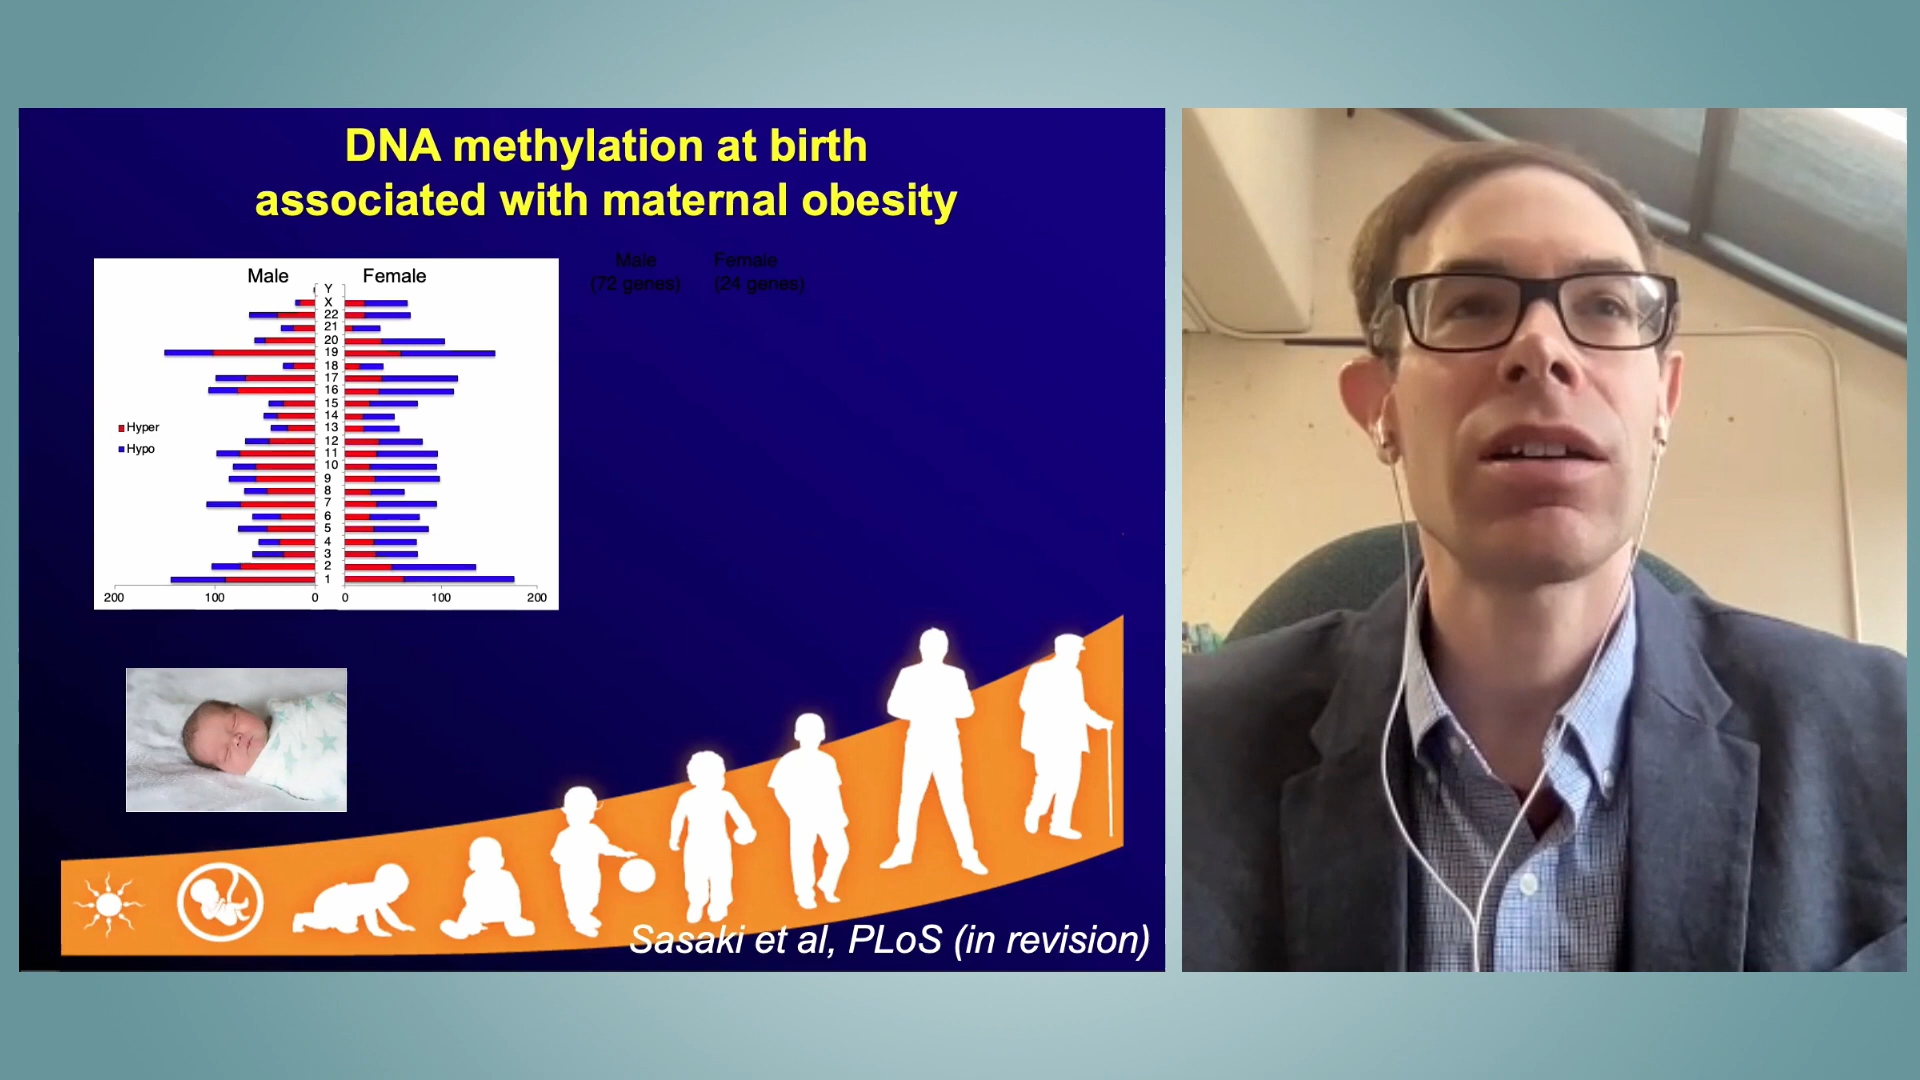 DNA methylation at birth
associated with maternal obesity
Male Female
Male Female
(72 genes) (24 genes)
Y
X
22
21
20
19
18
17
16
15
14
13
12
11
10
9
8
7
6
5
4
3
2
1
Hyper
Hypo
200 100 0 0 100 200
Sasaki et al, PLoS (in revision)